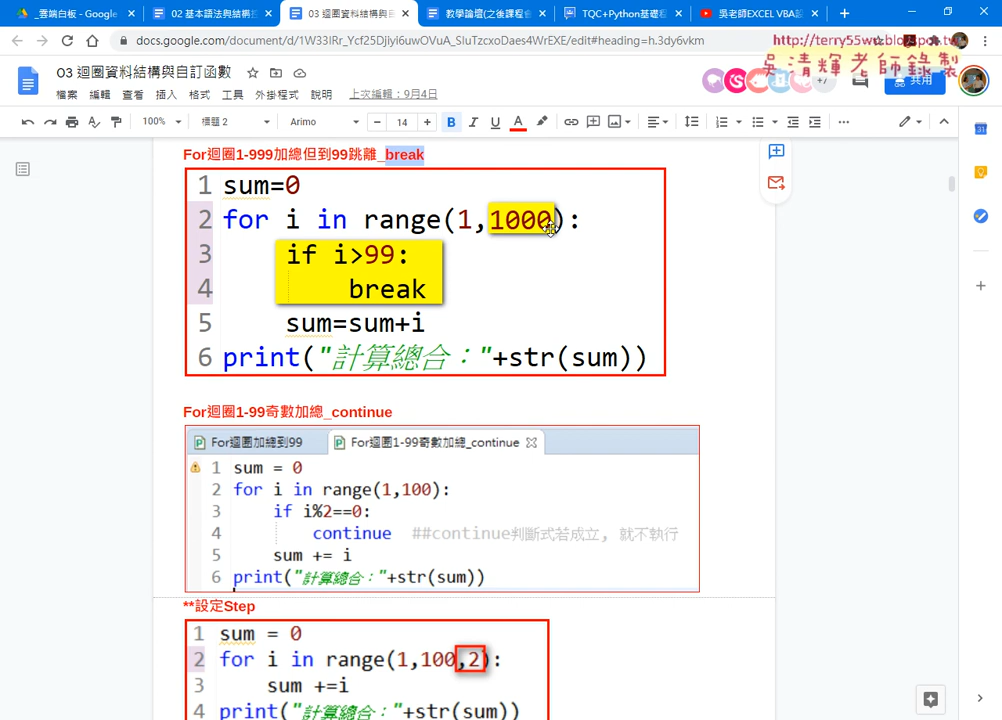 _雲端白板 - Google
02 基本語法與結構
03 迴圈資料結構與自
教學論壇(之後課程
TQC+Python基礎
吳老師EXCEL VBA
docs.google.com/document/d/1W33IRr_Ycf25Djiyi6uwOVuA_SIuTzcxoDaes4WrEXE/edit#heading=h.3dy6vkm
http://terry55wu.blogspot.tw
吳清輝老師錄製
03 迴圈資料結構與自訂函數
檔案 編輯 查看 插入 格式 工具 外掛程式 說明 上次編輯：9月4日
+7
共用
100% 標題 2 Arimo 14 B I U A
For迴圈1-999加總但到99跳離_break
1 sum=0
2 for i in range(1,1000):
3 if i>99:
4 break
5 sum=sum+i
6 print("計算總合："+str(sum))
For迴圈1-99奇數加總_continue
For迴圈加總到99 For迴圈1-99奇數加總_continue
1 sum = 0
2 for i in range(1,100):
3 if i%2==0:
4 continue ##continue判斷式若成立, 就不執行
5 sum += i
6 print("計算總合："+str(sum))
**設定Step
1 sum = 0
2 for i in range(1,100,2):
3 sum +=i
4 print("計算總合："+str(sum))